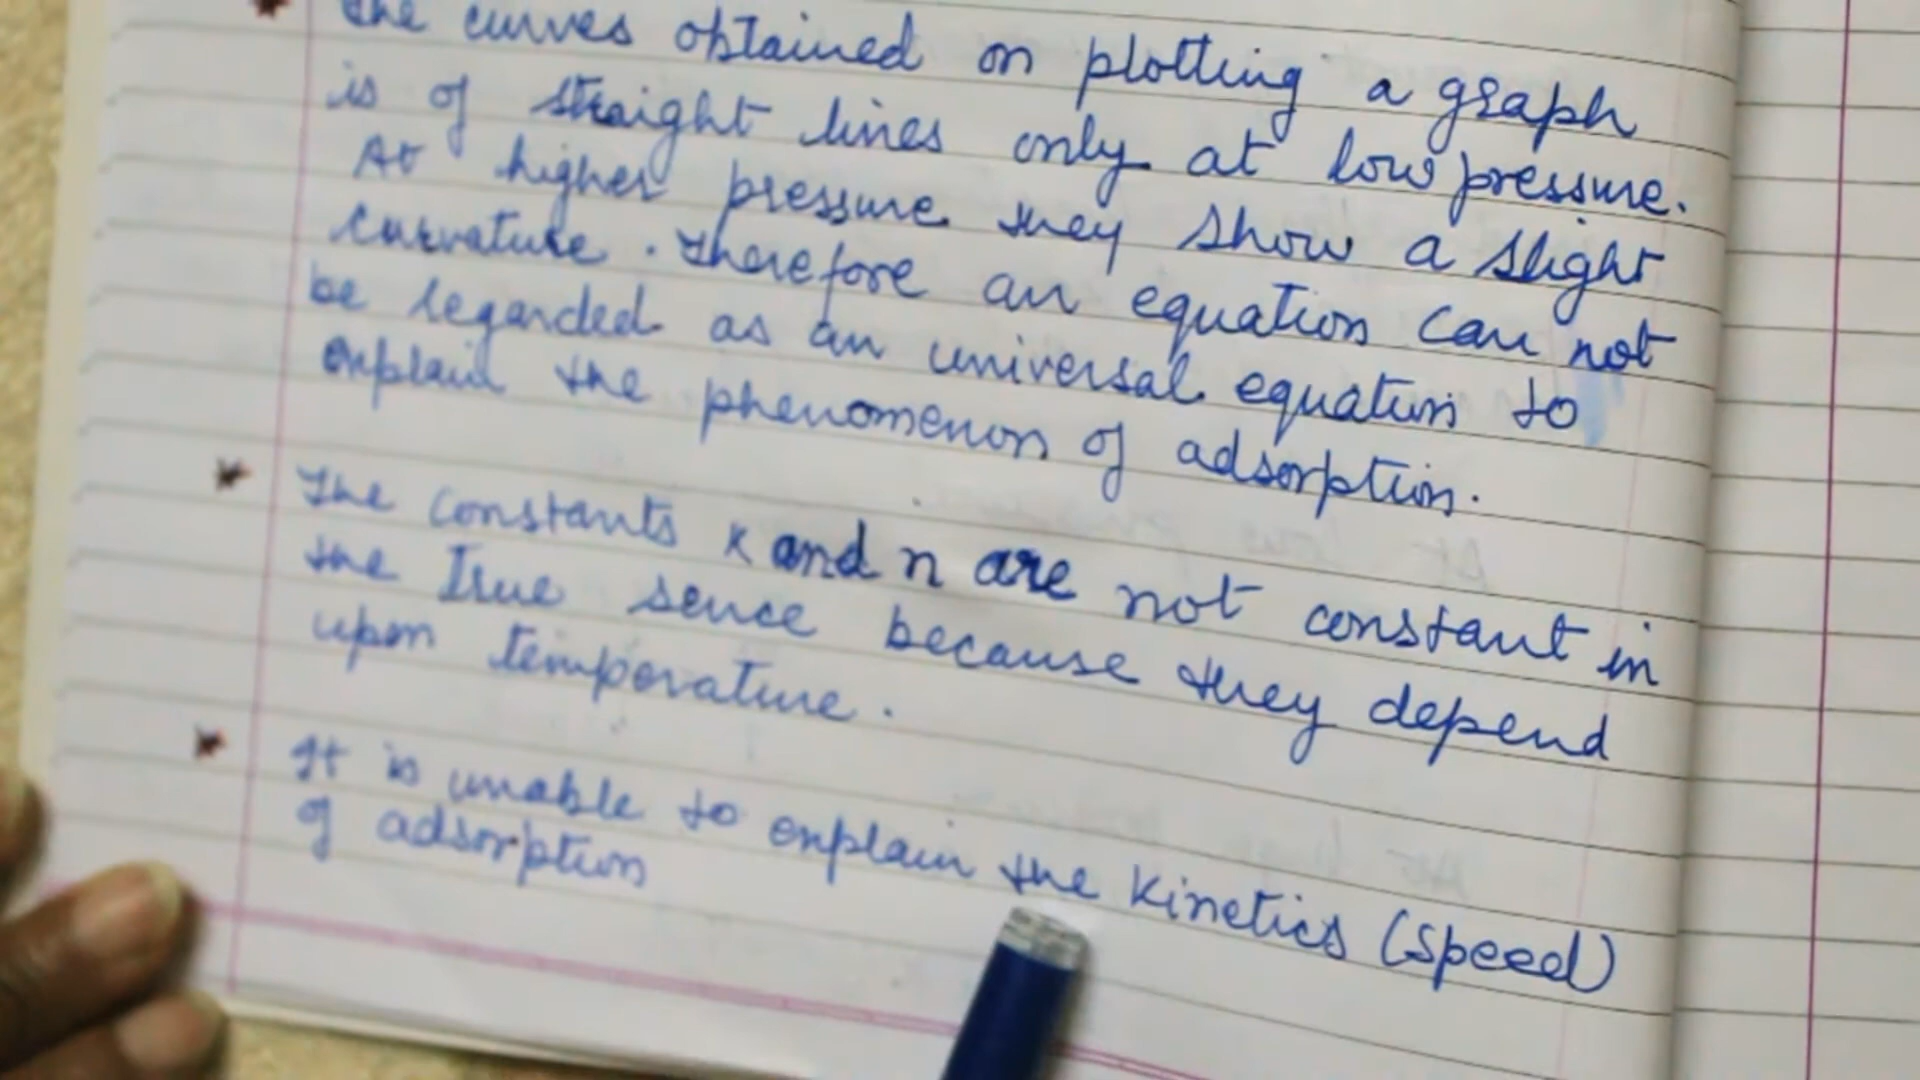 the curves obtained on plotting a graph
is of straight lines only at low pressure.
At higher pressure they show a slight
curvature. Therefore an equation can not
be regarded as an universal equation to
explain the phenomenon of adsorption.
The constants K and n are not constant in
the True sence because they depend
upon temperature.
It is unable to explain the Kinetics (speed)
of adsorption